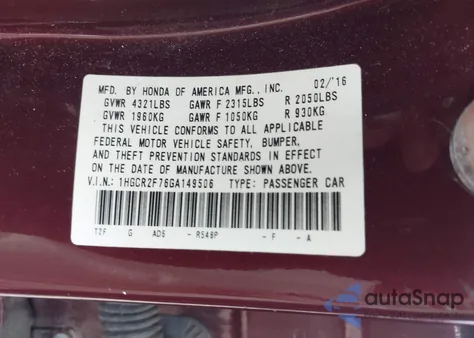 MFD. BY HONDA OF AMERICA MFG., INC. 02/'16
GVWR 4321LBS GAWR F 2315LBS R 2050LBS
GVWR 1960KG GAWR F 1050KG R 930KG
THIS VEHICLE CONFORMS TO ALL APPLICABLE
FEDERAL MOTOR VEHICLE SAFETY, BUMPER,
AND THEFT PREVENTION STANDARDS IN EFFECT
ON THE DATE OF MANUFACTURE SHOWN ABOVE.
V.I.N.: 1HGCR2F76GA149506 TYPE: PASSENGER CAR
T2F G AD6 - R548P - F - A
autoSnap